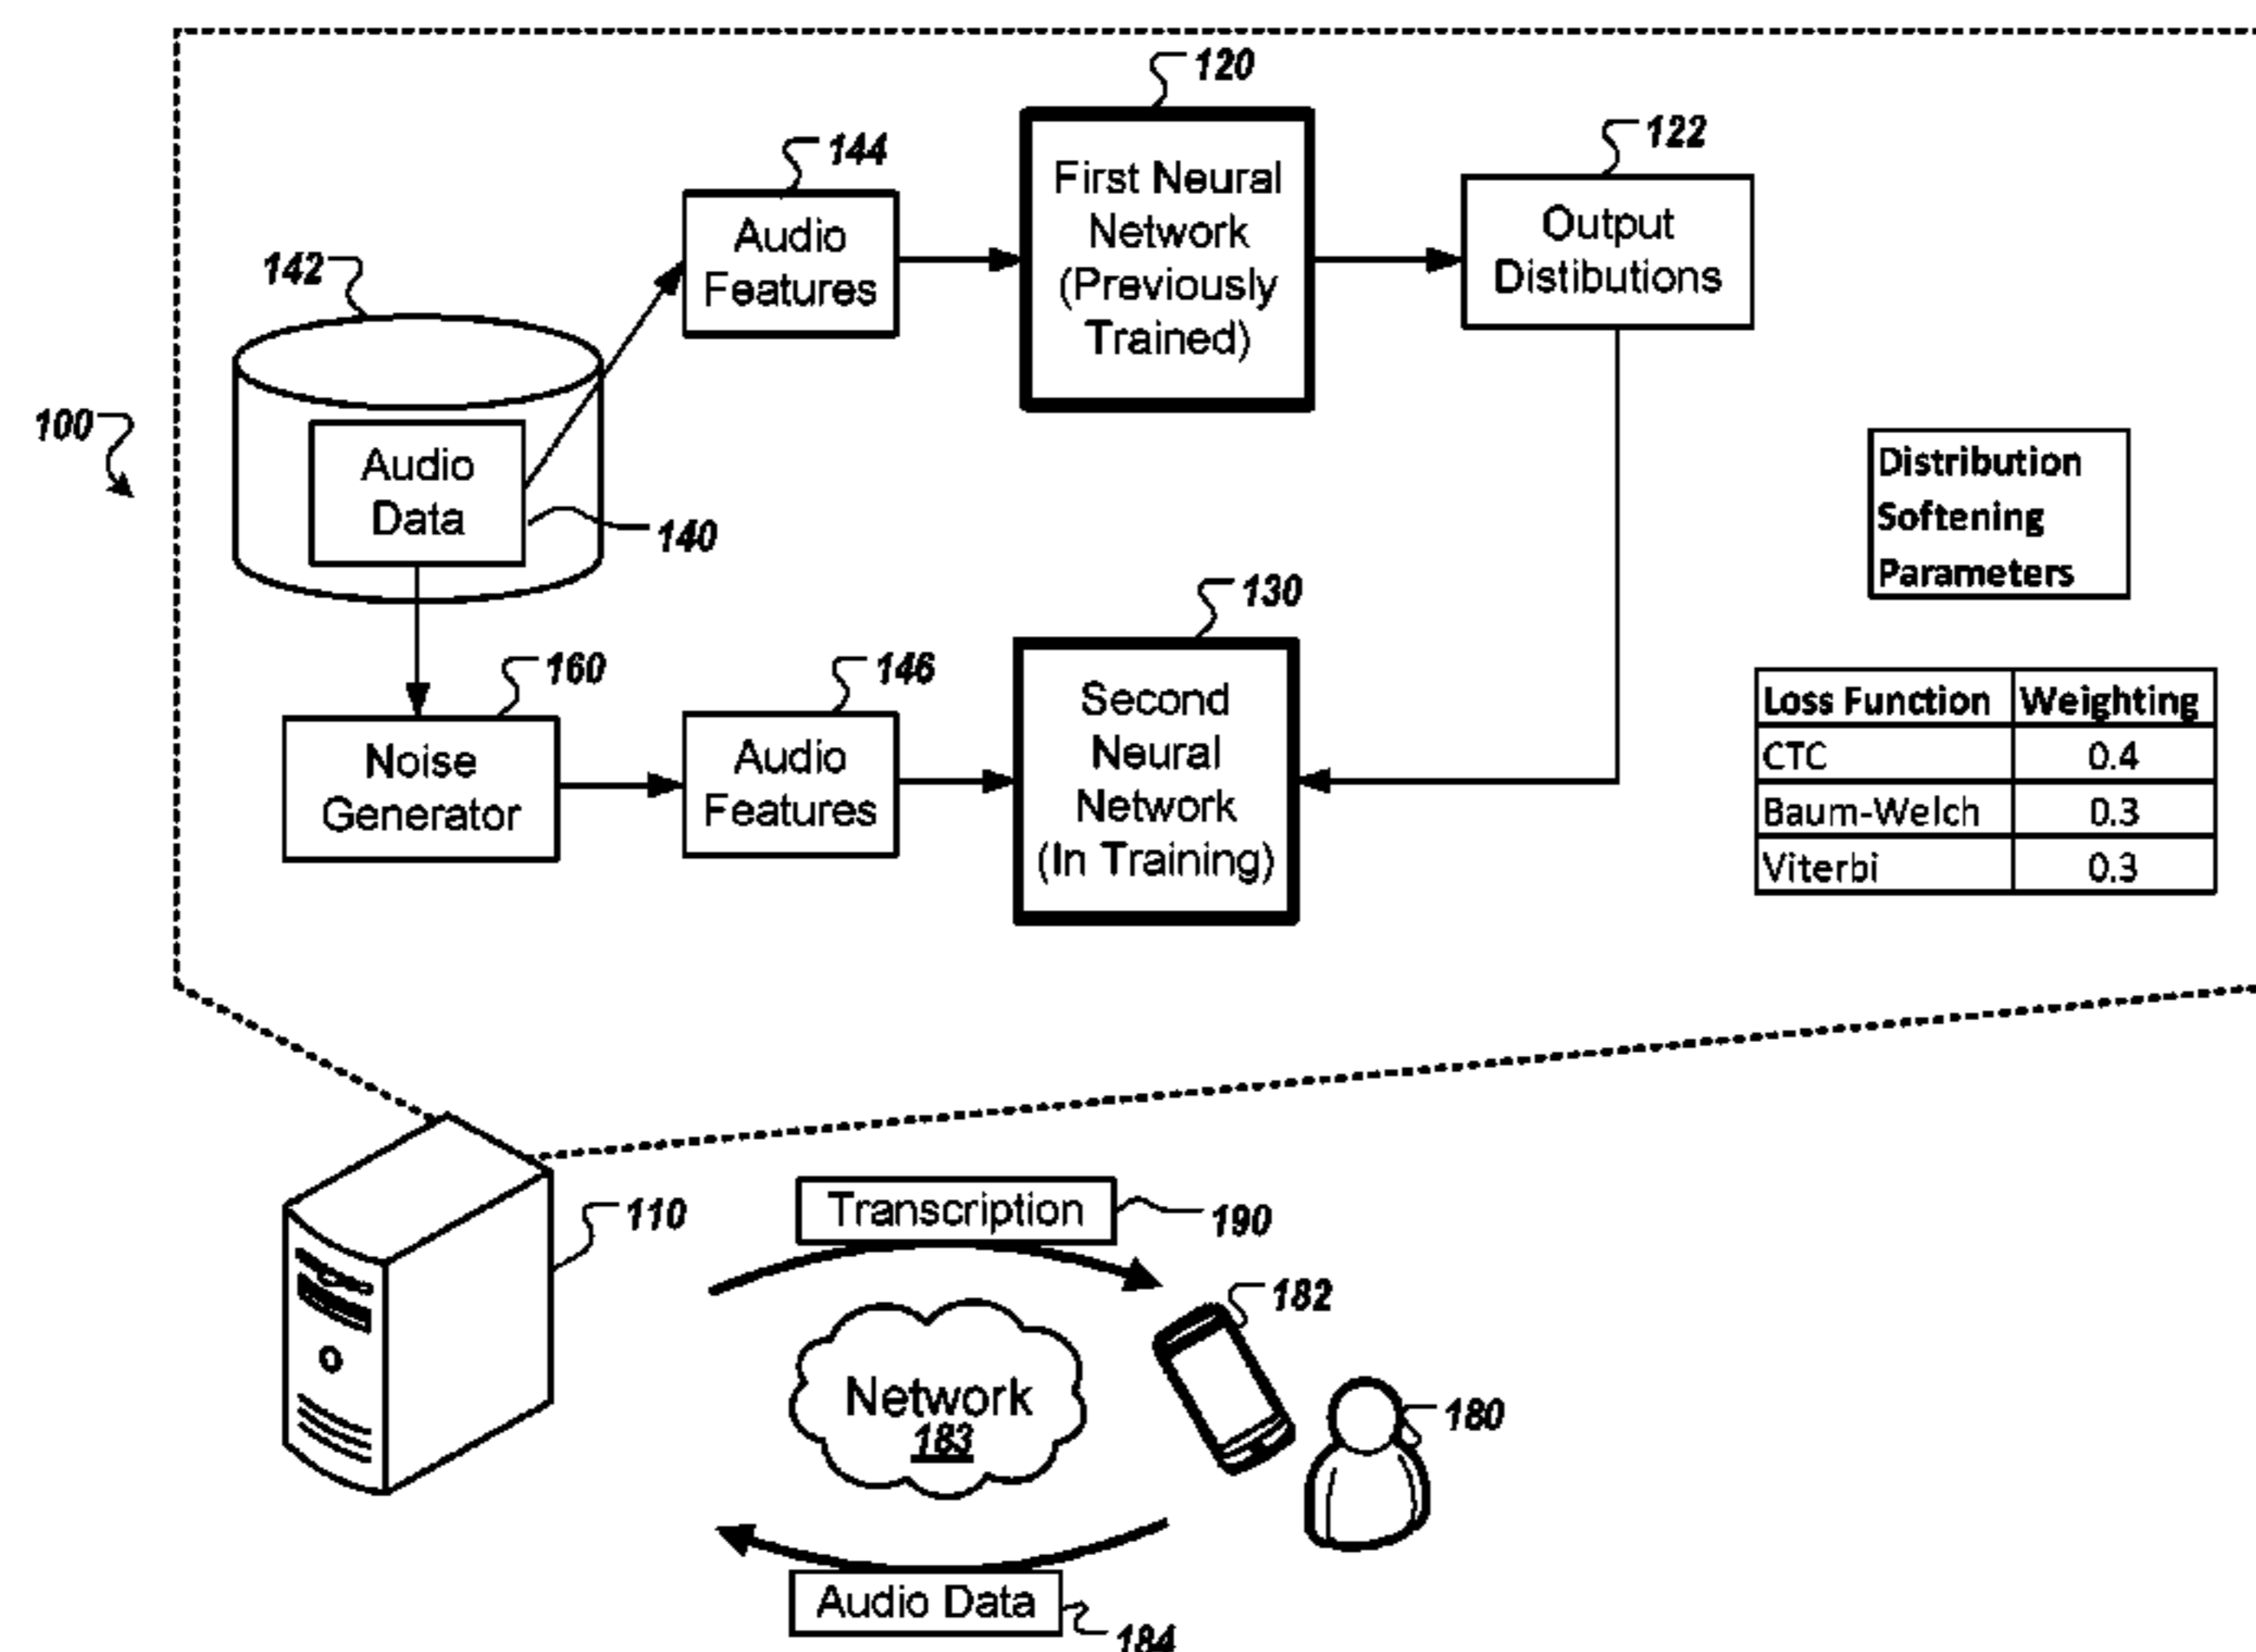 120
144
First Neural
Network
(Previously
Trained)
122
Output
Distibutions
Audio
Features
142
100
Audio
Data
140
Distribution
Softening
Parameters
130
160
146
Second
Neural
Network
(In Training)
Noise
Generator
Audio
Features
Loss Function Weighting
CTC 0.4
Baum-Welch 0.3
Viterbi 0.3
110
Transcription
190
182
Network
183
180
Audio Data
184